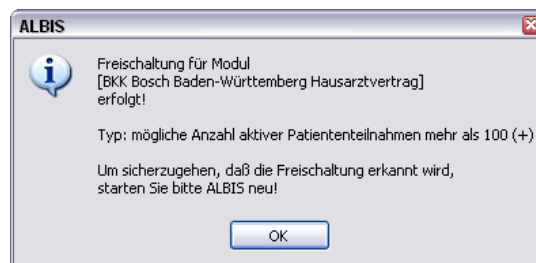 ALBIS
Freischaltung für Modul
[BKK Bosch Baden-Württemberg Hausarztvertrag]
erfolgt!
Typ: mögliche Anzahl aktiver Patiententeilnahmen mehr als 100 (+)
Um sicherzugehen, daß die Freischaltung erkannt wird,
starten Sie bitte ALBIS neu!
OK